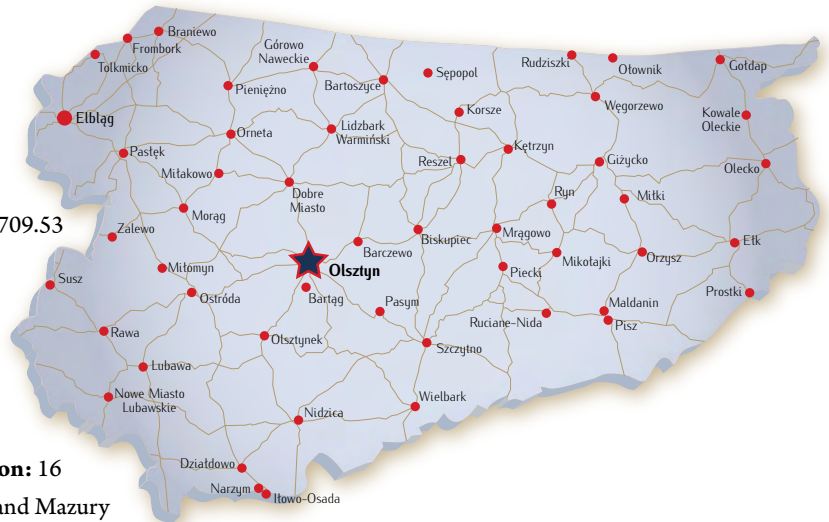 Braniewo
Frombork
Tolkmicko
Górowo
Naweckie
Sępopol
Rudziszki
Ołownik
Gołdap
Pieniężno
Bartoszyce
Węgorzewo
Kowale
Oleckie
Elbląg
Korsze
Orneta
Lidzbark
Warmiński
Pasłęk
Reszel
Kętrzyn
Giżycko
Olecko
Miłakowo
Dobre
Miasto
Ryn
Miłki
709.53
Zalewo
Morąg
Barczewo
Biskupiec
Mrągowo
Ełk
Susz
Miłomyn
Olsztyn
Piecki
Mikołajki
Orzysz
Ostróda
Bartąg
Pasym
Maldanin
Prostki
Rawa
Olsztynek
Ruciane-Nida
Pisz
Szczytno
Lubawa
Nowe Miasto
Lubawskie
Wielbark
Nidzica
on: 16
Działdowo
Narzym
Iłowo-Osada
and Mazury